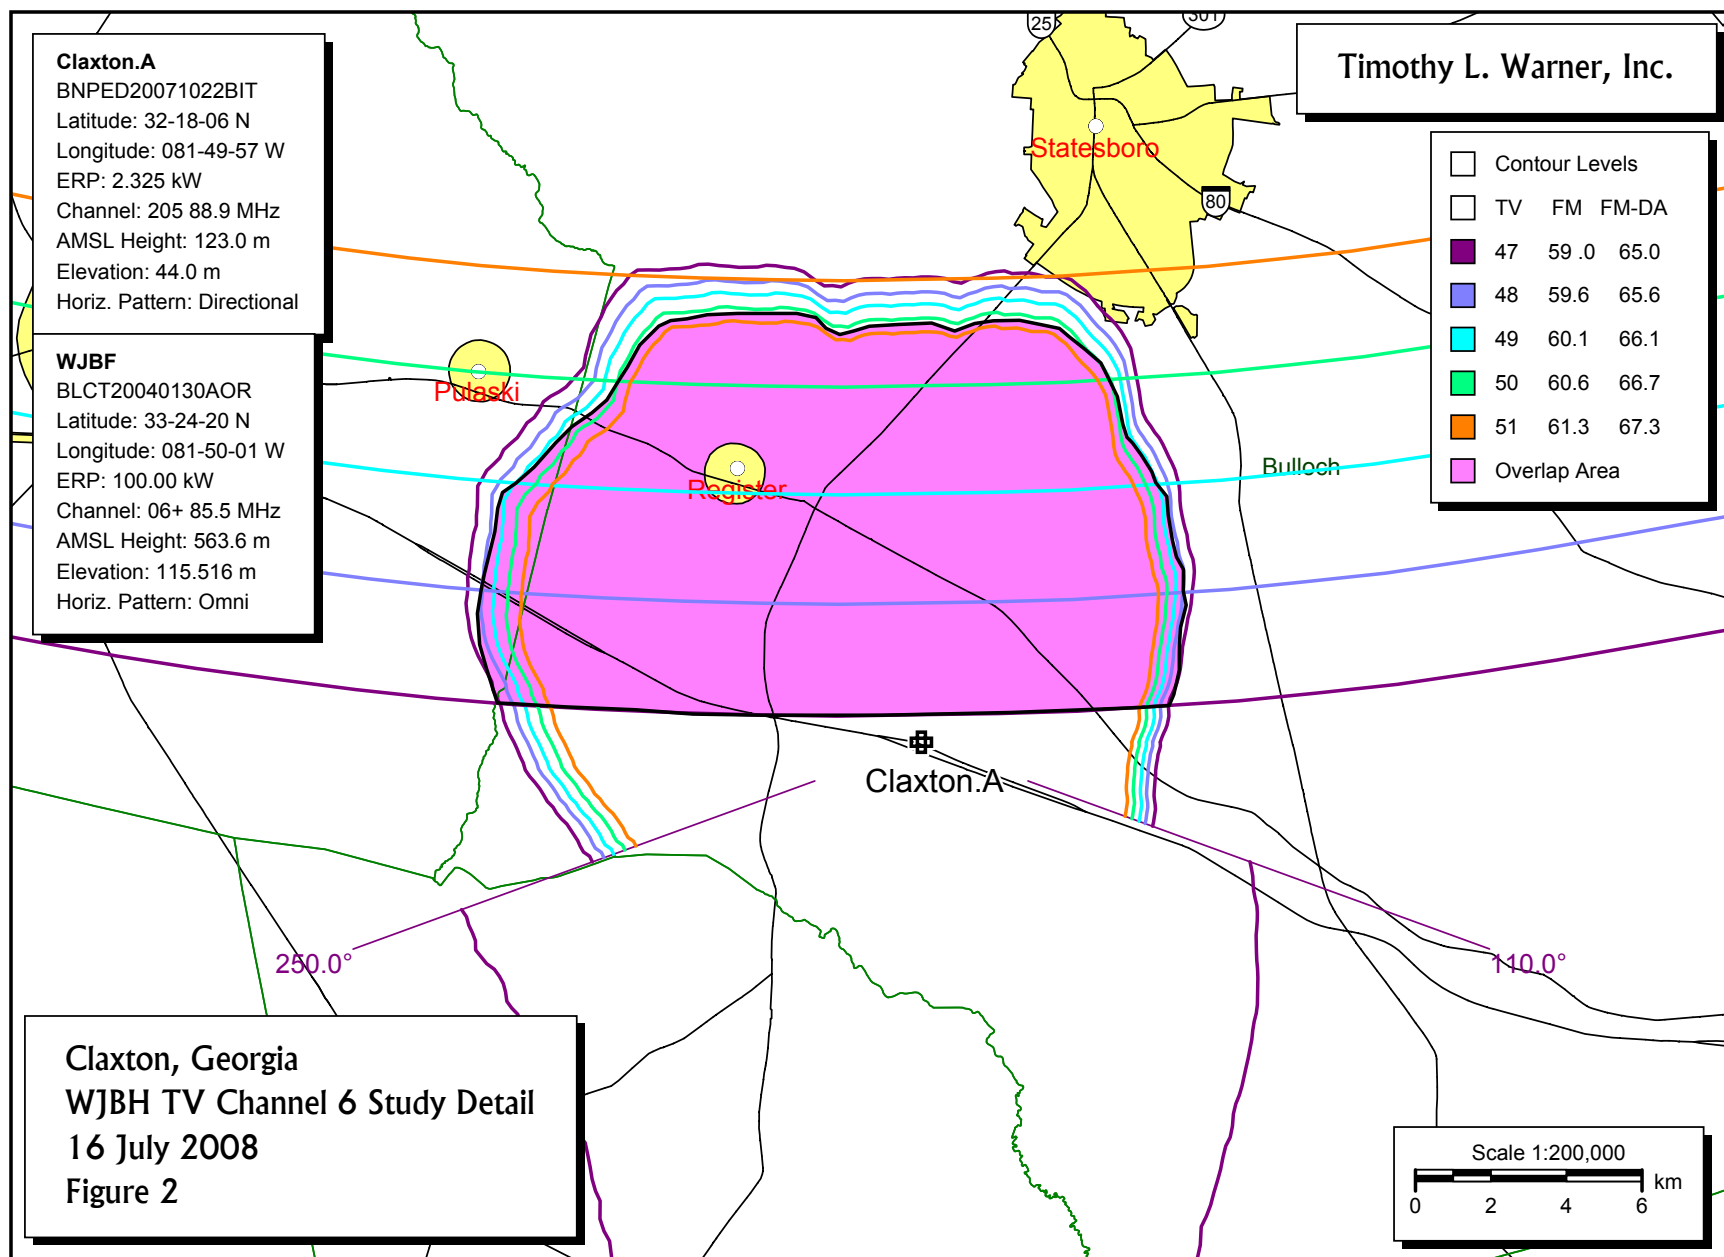 Claxton.A
BNPED20071022BIT
Latitude: 32-18-06 N
Longitude: 081-49-57 W
ERP: 2.325 kW
Channel: 205 88.9 MHz
AMSL Height: 123.0 m
Elevation: 44.0 m
Horiz. Pattern: Directional
WJBF
BLCT20040130AOR
Latitude: 33-24-20 N
Longitude: 081-50-01 W
ERP: 100.00 kW
Channel: 06+ 85.5 MHz
AMSL Height: 563.6 m
Elevation: 115.516 m
Horiz. Pattern: Omni
25
301
Timothy L. Warner, Inc.
Statesboro
80
Contour Levels
TV FM FM-DA
47 59 .0 65.0
48 59.6 65.6
49 60.1 66.1
50 60.6 66.7
51 61.3 67.3
Overlap Area
Pulaski
Register
Bulloch
Claxton.A
250.0°
110.0°
Claxton, Georgia
WJBH TV Channel 6 Study Detail
16 July 2008
Figure 2
Scale 1:200,000
km
0 2 4 6